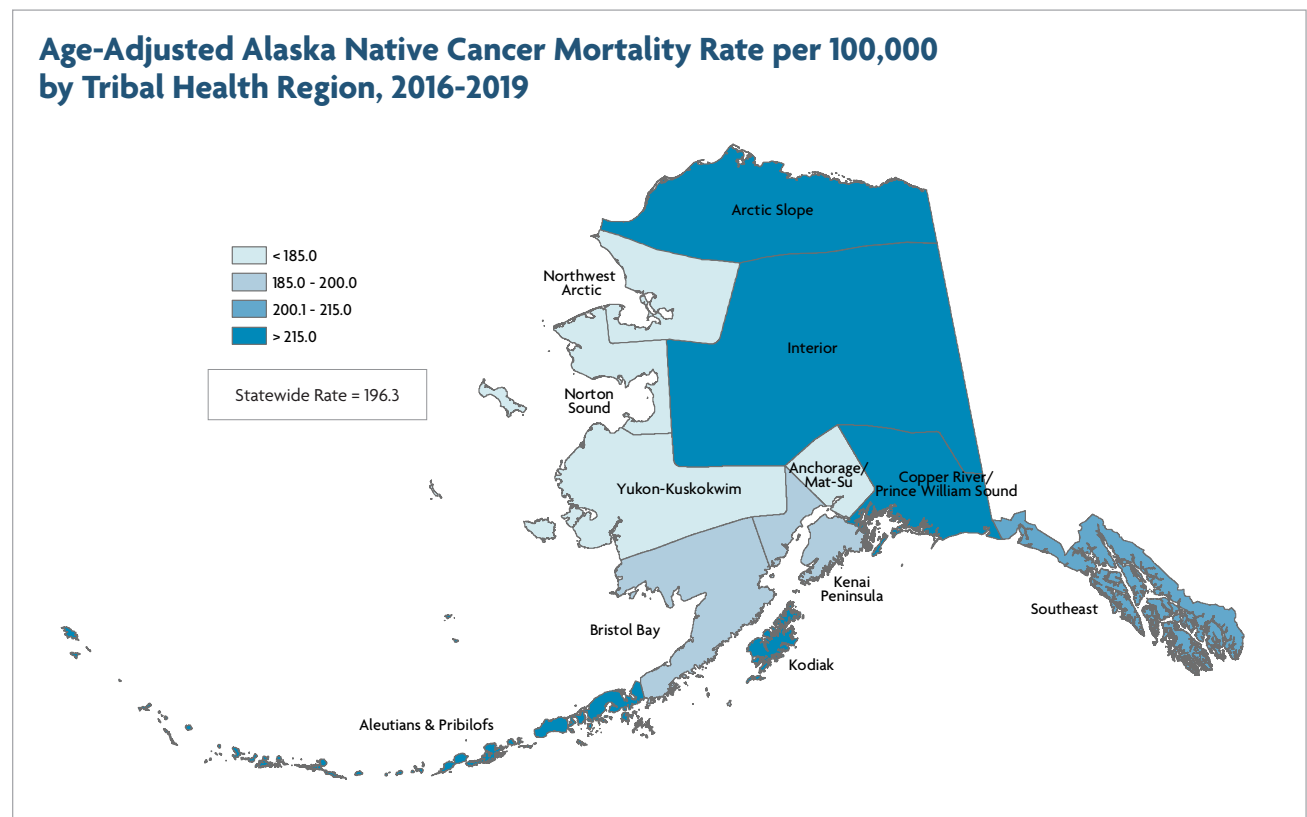 Age-Adjusted Alaska Native Cancer Mortality Rate per 100,000
by Tribal Health Region, 2016-2019
Arctic Slope
< 185.0
185.0 - 200.0
200.1 - 215.0
> 215.0
Statewide Rate = 196.3
Northwest
Arctic
Interior
Norton
Sound
Anchorage/
Mat-Su
Copper River/
Prince William Sound
Yukon-Kuskokwim
Kenai
Peninsula
Southeast
Bristol Bay
Kodiak
Aleutians & Pribilofs